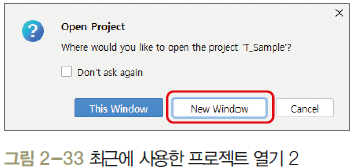 Open Project
Where would you like to open the project 'T_Sample'?
Don't ask again
This Window New Window Cancel
그림 2-33 최근에 사용한 프로젝트 열기 2